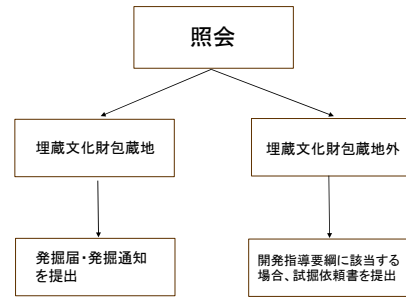 照会
埋蔵文化財包蔵地
埋蔵文化財包蔵地外
発掘届・発掘通知
を提出
開発指導要綱に該当する
場合、試掘依頼書を提出